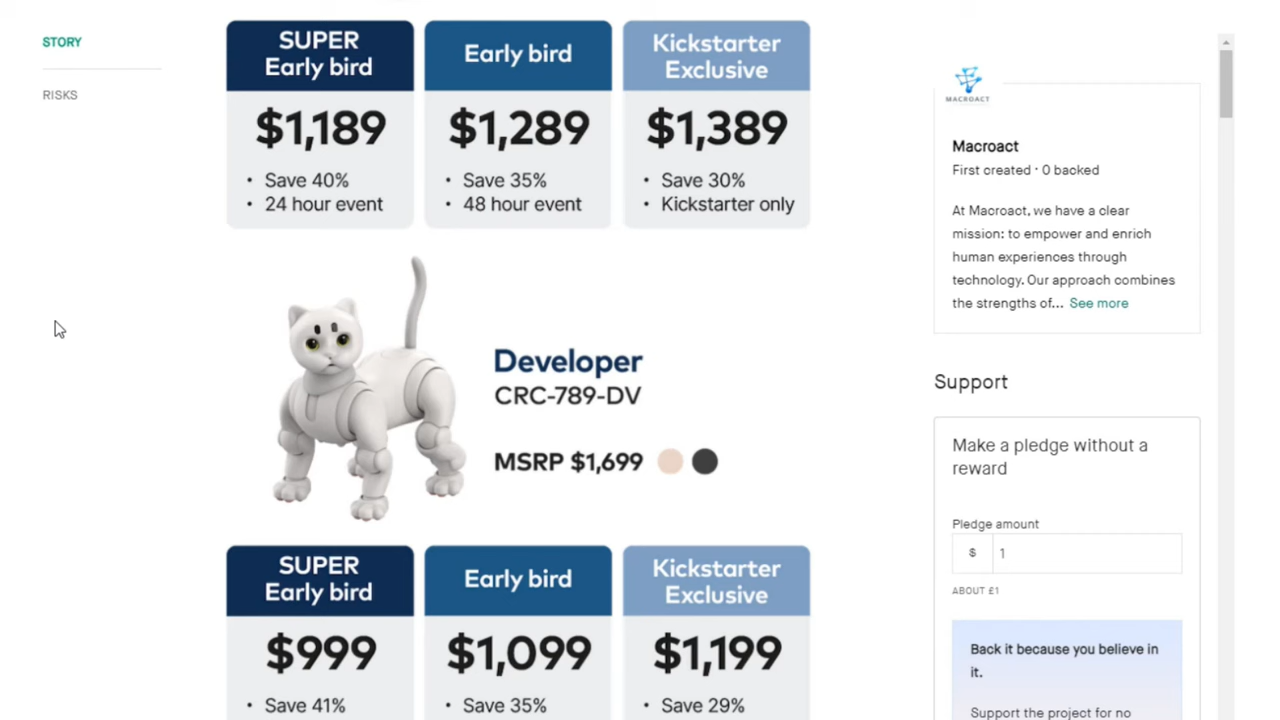 STORY
RISKS
SUPER
Early bird
$1,189
• Save 40%
• 24 hour event
Early bird
$1,289
• Save 35%
• 48 hour event
Kickstarter
Exclusive
$1,389
• Save 30%
• Kickstarter only
Developer
CRC-789-DV
MSRP $1,699
SUPER
Early bird
$999
• Save 41%
Early bird
$1,099
• Save 35%
Kickstarter
Exclusive
$1,199
• Save 29%
MACROACT
Macroact
First created · 0 backed
At Macroact, we have a clear
mission: to empower and enrich
human experiences through
technology. Our approach combines
the strengths of... See more
Support
Make a pledge without a
reward
Pledge amount
$ 1
ABOUT £1
Back it because you believe in
it.
Support the project for no